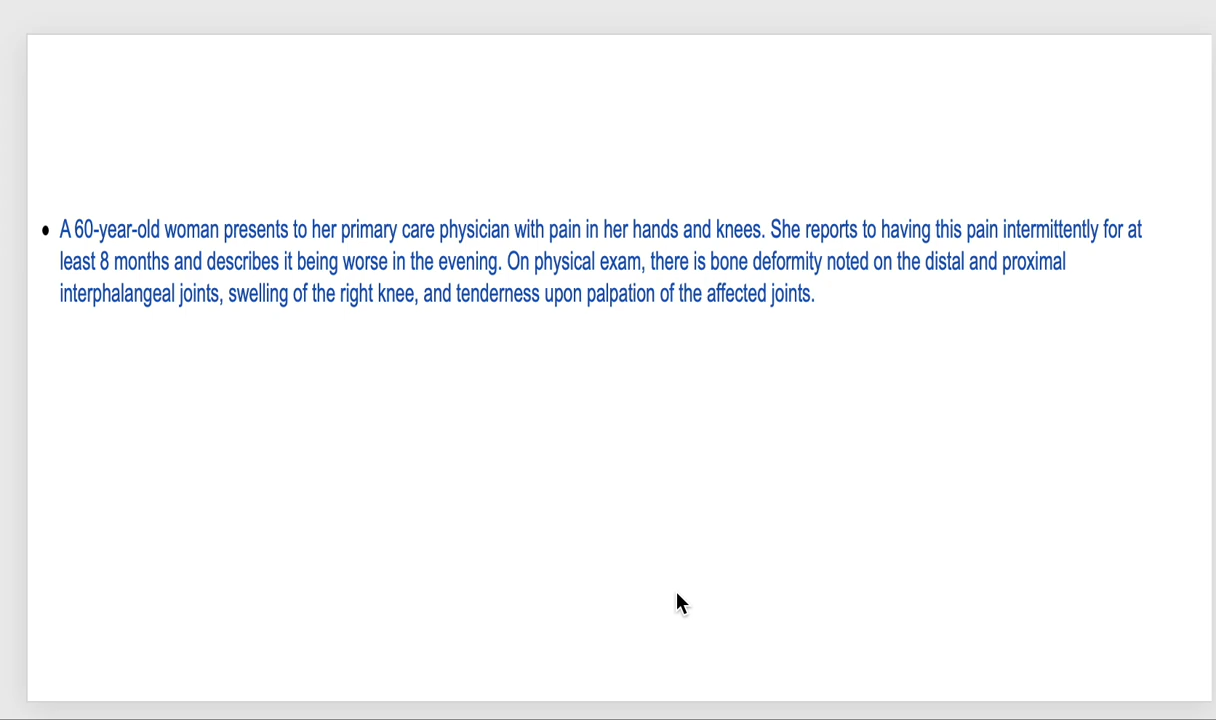 • A 60-year-old woman presents to her primary care physician with pain in her hands and knees. She reports to having this pain intermittently for at
least 8 months and describes it being worse in the evening. On physical exam, there is bone deformity noted on the distal and proximal
interphalangeal joints, swelling of the right knee, and tenderness upon palpation of the affected joints.